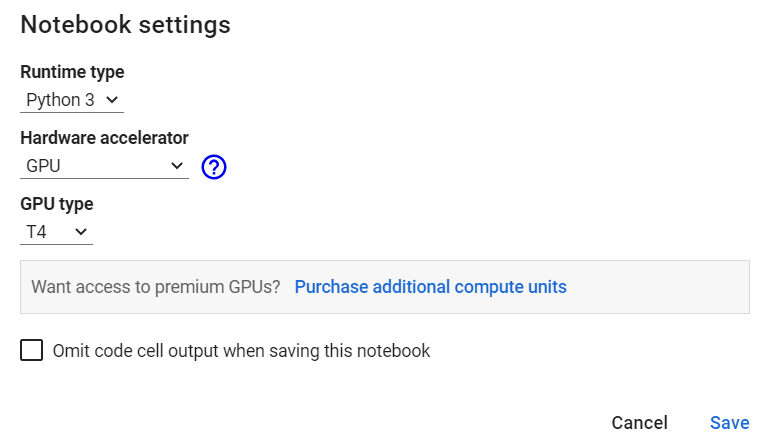 Notebook settings
Runtime type
Python 3
Hardware accelerator
GPU
GPU type
T4
Want access to premium GPUs? Purchase additional compute units
Omit code cell output when saving this notebook
Cancel Save